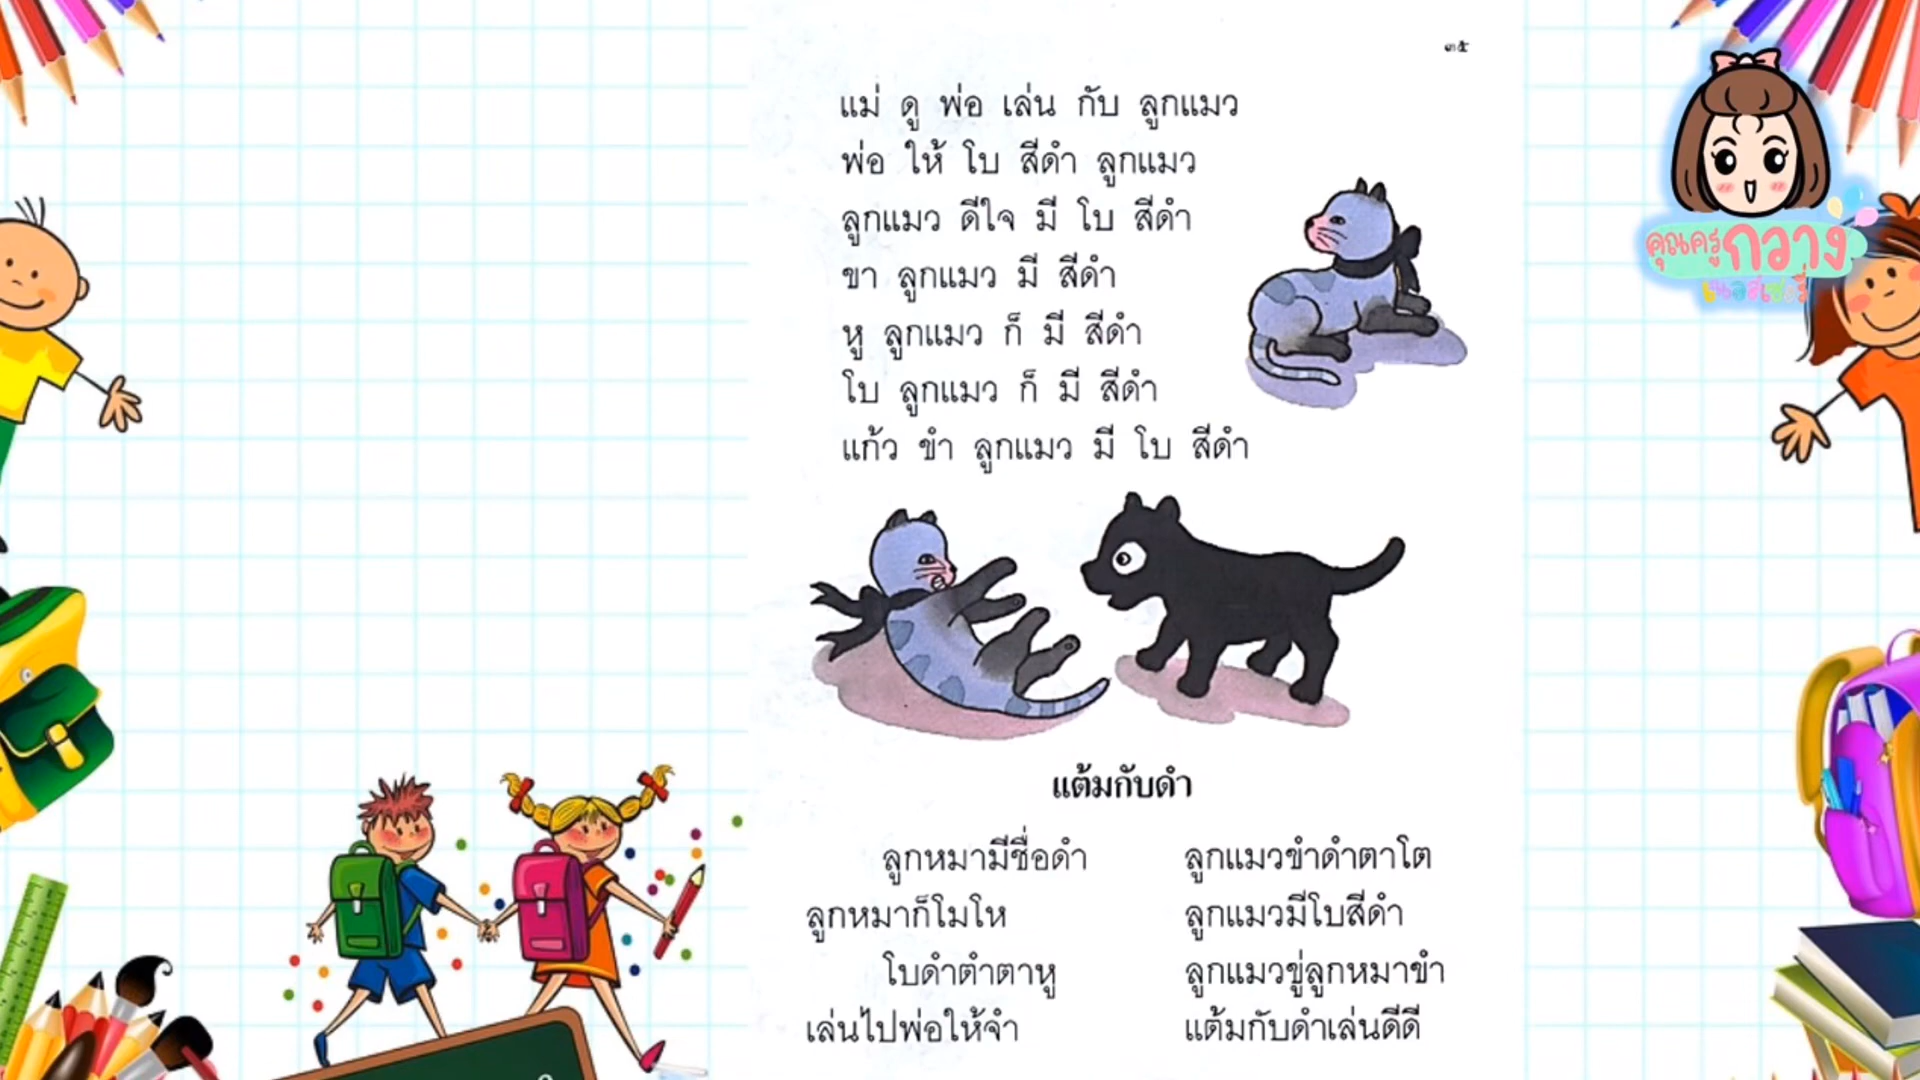 ๓๕
แม่ ดู พ่อ เล่น กับ ลูกแมว
พ่อ ให้ โบ สีดำ ลูกแมว
ลูกแมว ดีใจ มี โบ สีดำ
ขา ลูกแมว มี สีดำ
หู ลูกแมว ก็ มี สีดำ
โบ ลูกแมว ก็ มี สีดำ
แก้ว ขำ ลูกแมว มี โบ สีดำ
แต้มกับดำ
ลูกหมามีชื่อดำ ลูกแมวขำดำตาโต
ลูกหมาก็โมโห ลูกแมวมีโบสีดำ
โบดำตำตาหู ลูกแมวขู่ลูกหมาขำ
เล่นไปพ่อให้จำ แต้มกับดำเล่นดีดี
คุณครูกวาง
เนอสเซอรี่